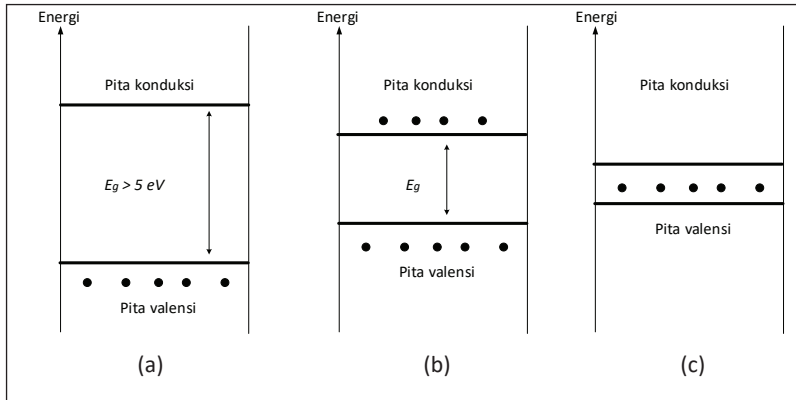 Energi
Pita konduksi
Eg > 5 eV
Pita valensi
(a)
Energi
Pita konduksi
Eg
Pita valensi
(b)
Energi
Pita konduksi
Pita valensi
(c)